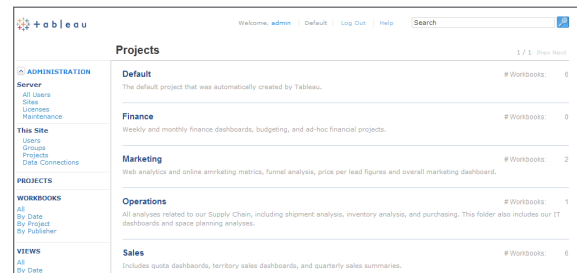 + a b l e a u
Welcome, admin | Default | Log Out | Help
Search
Projects
1 / 1 Prev Next
ADMINISTRATION
Server
All Users
Sites
Licenses
Maintenance
This Site
Users
Groups
Projects
Data Connections
PROJECTS
WORKBOOKS
All
By Date
By Project
By Publisher
VIEWS
All
By Date
Default
# Workbooks: 6
The default project that was automatically created by Tableau.
Finance
# Workbooks: 0
Weekly and monthly finance dashboards, budgeting, and ad-hoc financial projects.
Marketing
# Workbooks: 2
Web analytics and online amrketing metrics, funnel analysis, price per lead figures and overall marketing dashboard.
Operations
# Workbooks: 1
All analyses related to our Supply Chain, including shipment analysis, inventory analysis, and purchasing. This folder also includes our IT
dashboards and space planning analyses.
Sales
# Workbooks: 6
Includes quota dashbaords, territory sales dashboards, and quarterly sales summaries.